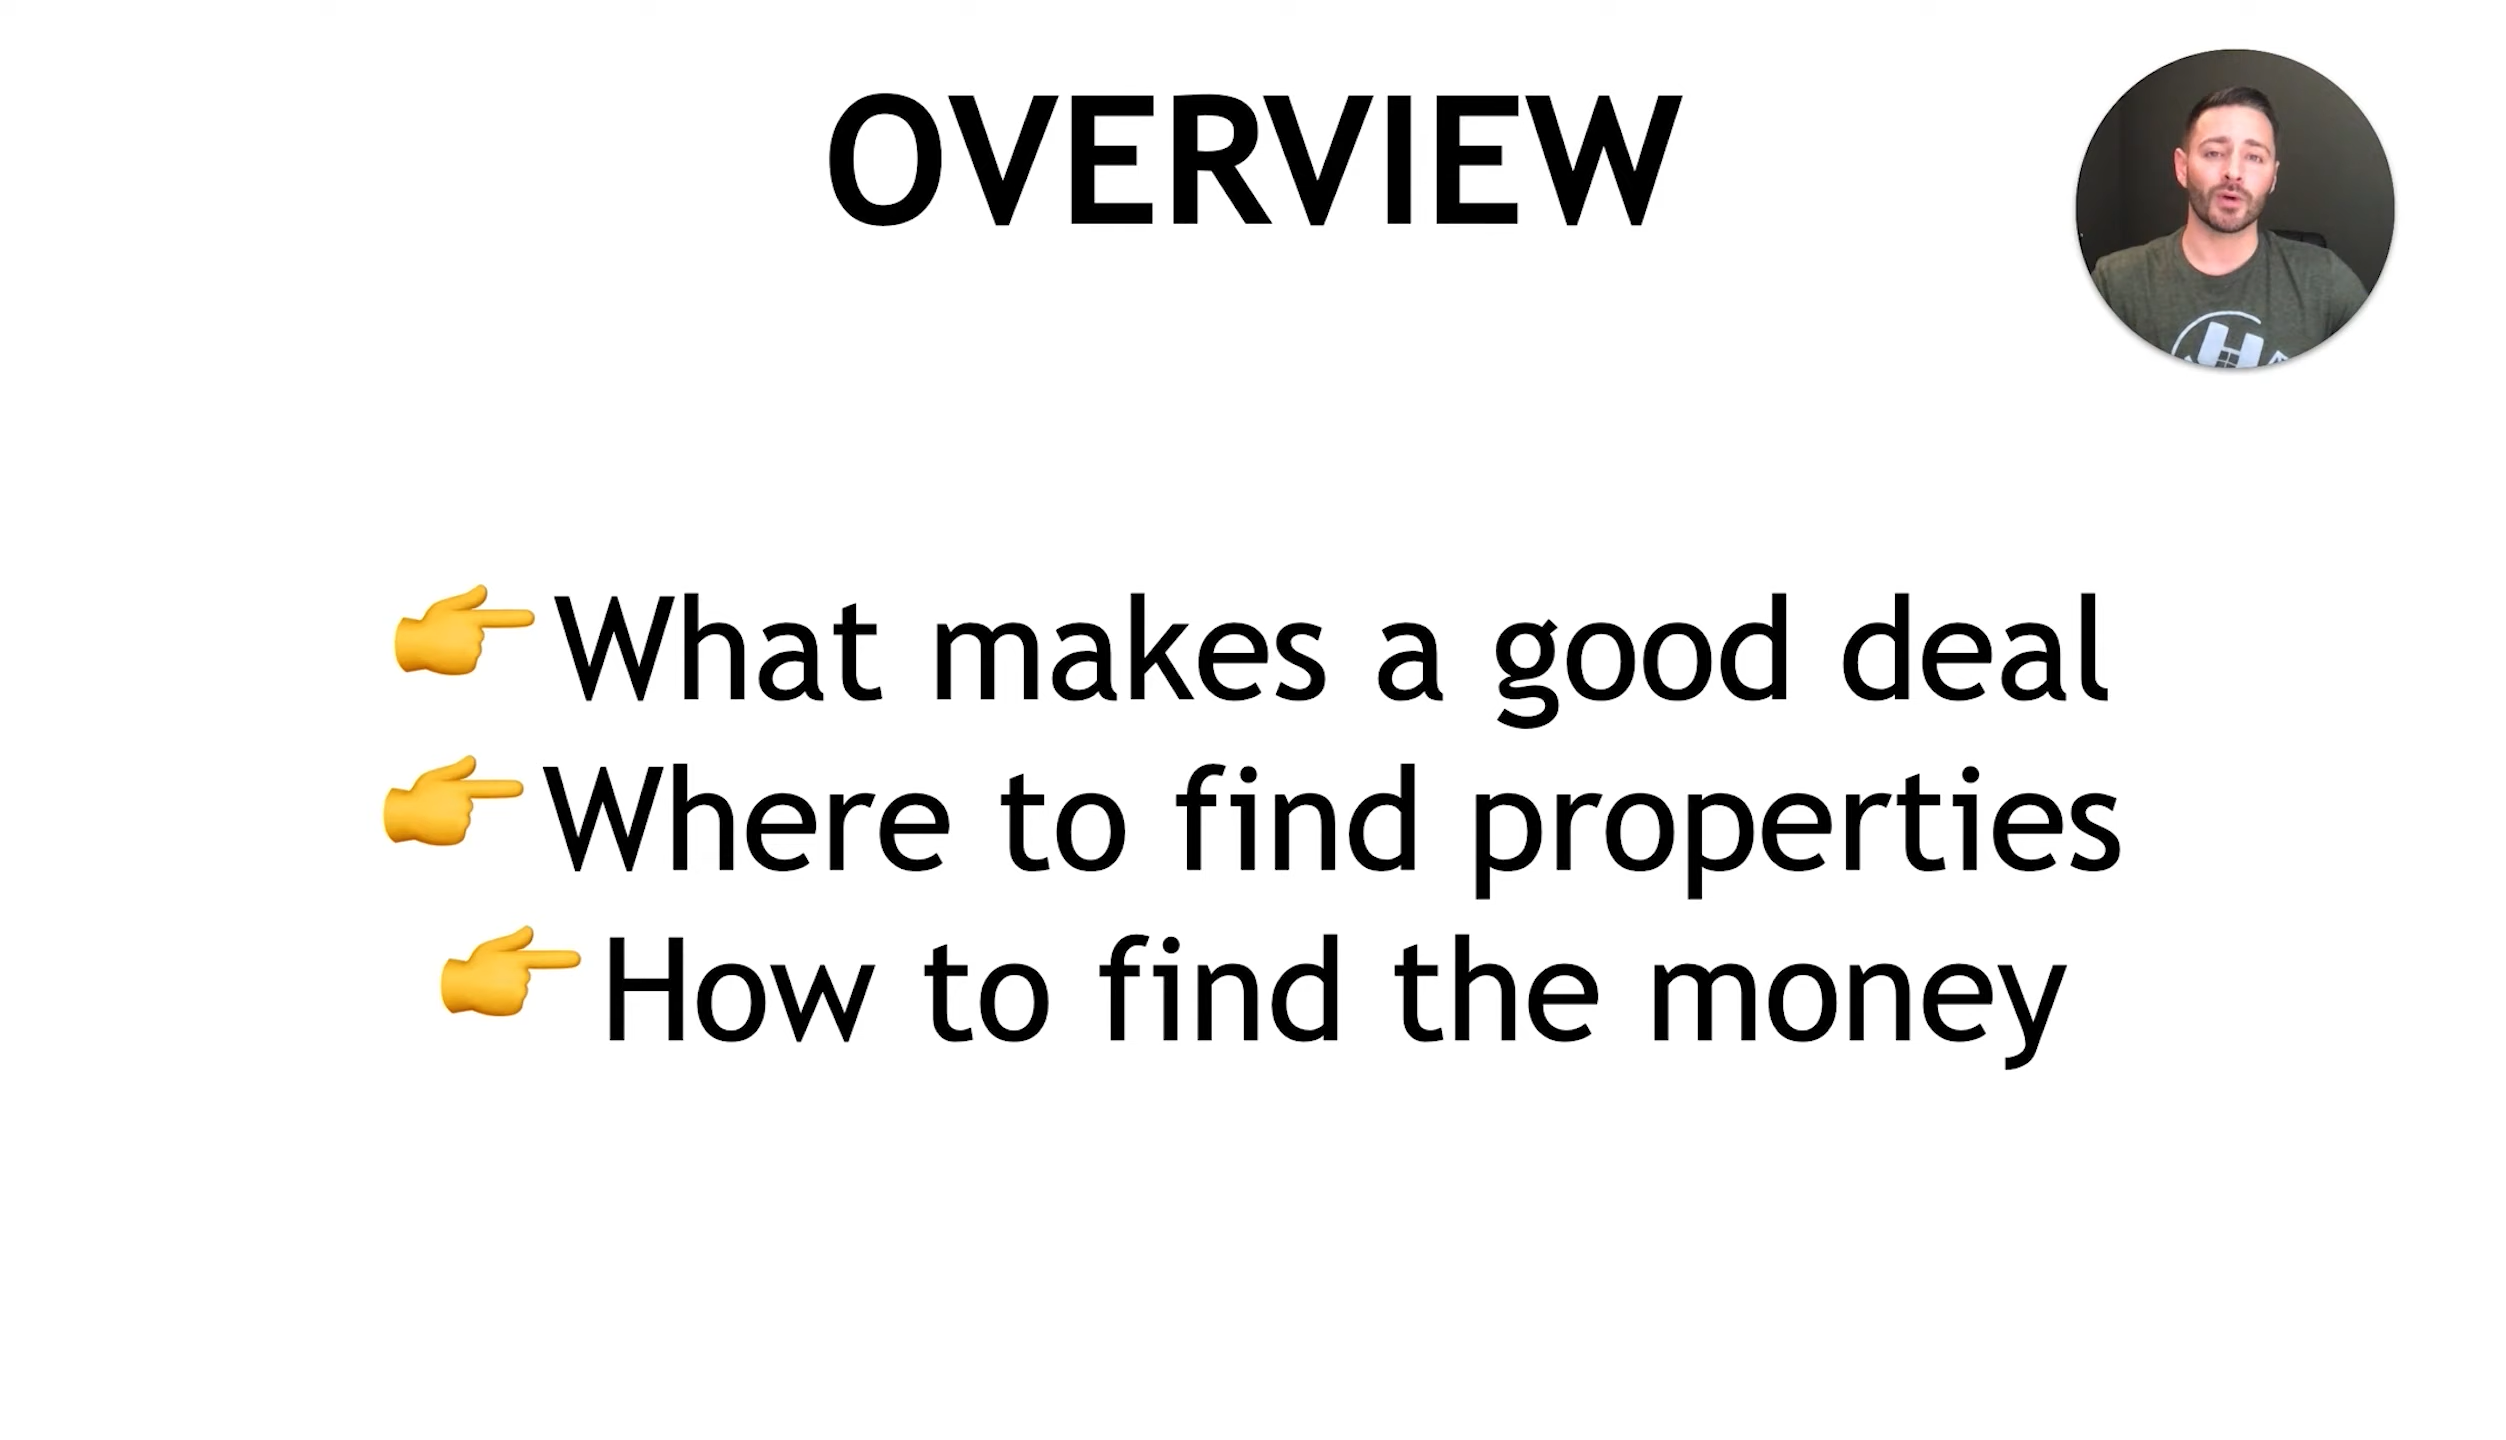 OVERVIEW
👉What makes a good deal
👉Where to find properties
👉How to find the money
H